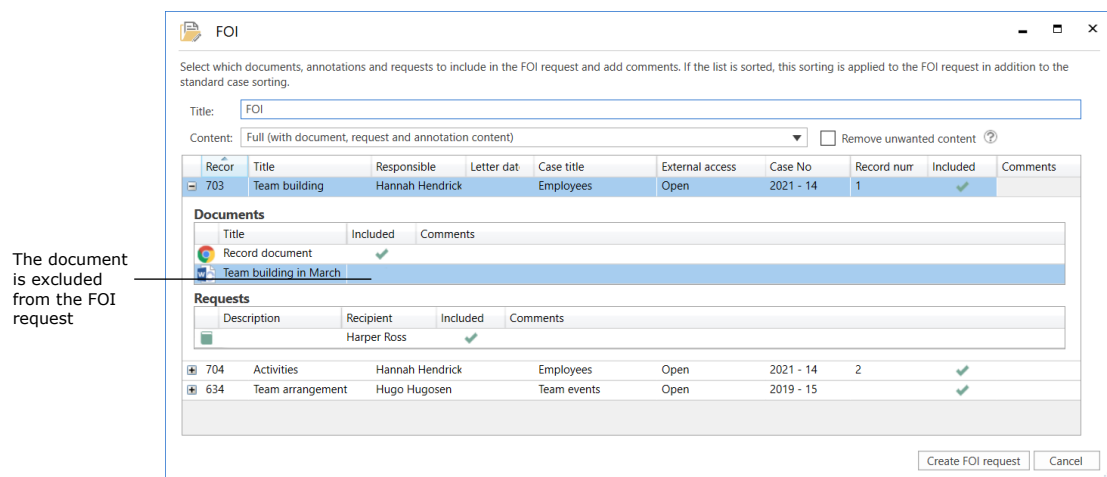 FOI
Select which documents, annotations and requests to include in the FOI request and add comments. If the list is sorted, this sorting is applied to the FOI request in addition to the
standard case sorting.
Title: FOI
Content: Full (with document, request and annotation content) Remove unwanted content ?
Recor Title Responsible Letter dat Case title External access Case No Record num Included Comments
703 Team building Hannah Hendrick Employees Open 2021 - 14 1
Documents
Title Included Comments
Record document
Team building in March
The document
is excluded
from the FOI
request
Requests
Description Recipient Included Comments
Harper Ross
704 Activities Hannah Hendrick Employees Open 2021 - 14 2
634 Team arrangement Hugo Hugosen Team events Open 2019 - 15
Create FOI request Cancel